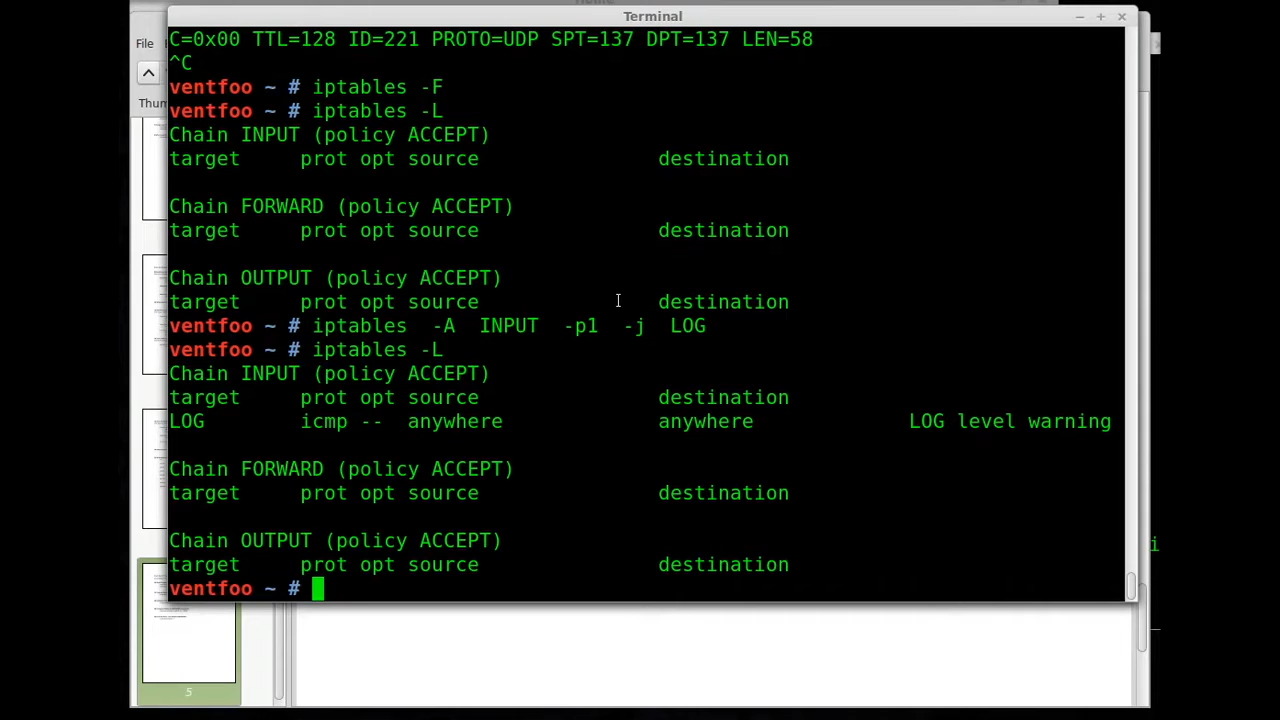 Terminal
File
Thum
C=0x00 TTL=128 ID=221 PROTO=UDP SPT=137 DPT=137 LEN=58
^C
ventfoo ~ # iptables -F
ventfoo ~ # iptables -L
Chain INPUT (policy ACCEPT)
target prot opt source destination
Chain FORWARD (policy ACCEPT)
target prot opt source destination
Chain OUTPUT (policy ACCEPT)
target prot opt source destination
ventfoo ~ # iptables -A INPUT -p1 -j LOG
ventfoo ~ # iptables -L
Chain INPUT (policy ACCEPT)
target prot opt source destination
LOG icmp -- anywhere anywhere LOG level warning
Chain FORWARD (policy ACCEPT)
target prot opt source destination
Chain OUTPUT (policy ACCEPT)
target prot opt source destination
ventfoo ~ #
5